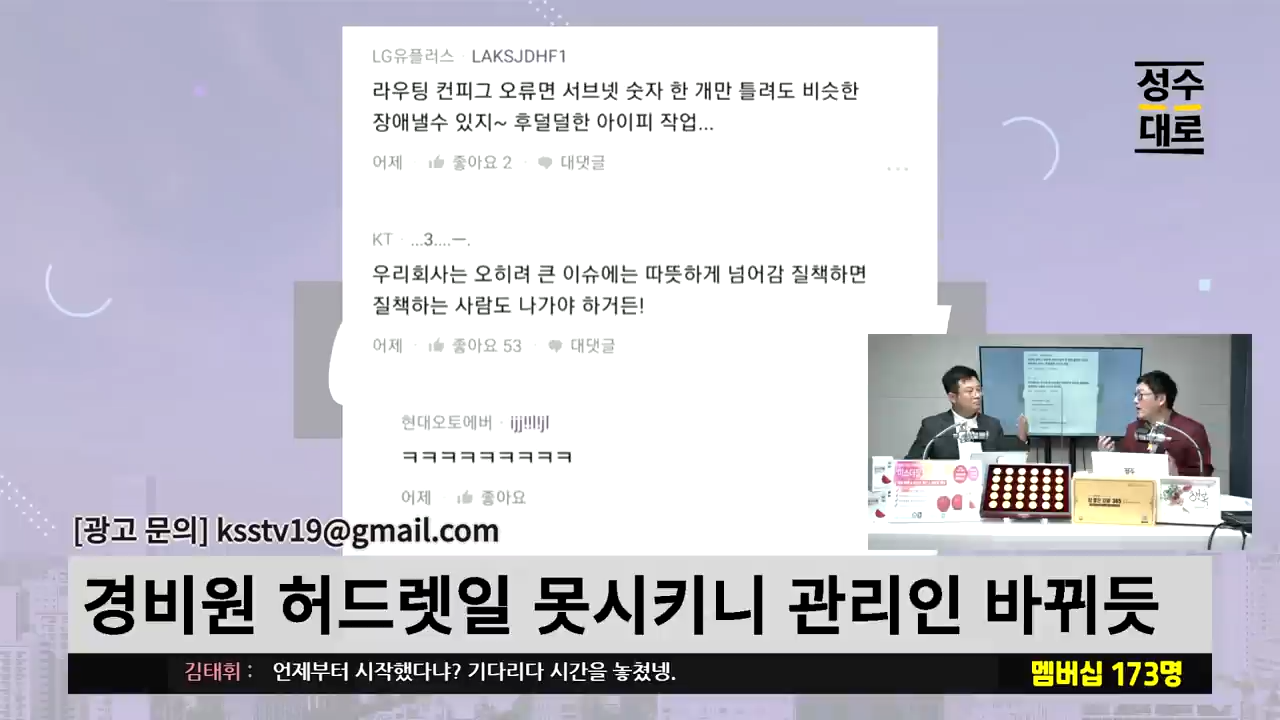 LG유플러스 · LAKSJDHF1
라우팅 컨피그 오류면 서브넷 숫자 한 개만 틀려도 비슷한
장애낼수 있지~ 후덜덜한 아이피 작업...
어제 · 좋아요 2 · 대댓글
성수
대로
KT · ...3....ㅡ.
우리회사는 오히려 큰 이슈에는 따뜻하게 넘어감 질책하면
질책하는 사람도 나가야 하거든!
어제 · 좋아요 53 · 대댓글
현대오토에버 · ijj!!l!jl
ㅋㅋㅋㅋㅋㅋㅋㅋㅋ
어제 · 좋아요
[광고 문의] ksstv19@gmail.com
경비원 허드렛일 못시키니 관리인 바뀌듯
김태휘 : 언제부터 시작했다냐? 기다리다 시간을 놓쳤넹.
멤버십 173명